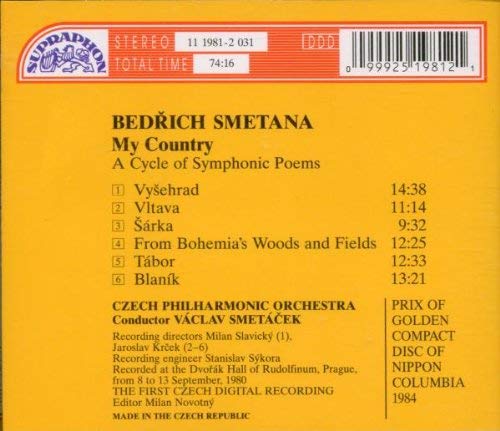 SUPRAPHON
STEREO 11 1981-2 031
TOTAL TIME 74:16
DDD
0 99925 19812 1
BEDŘICH SMETANA
My Country
A Cycle of Symphonic Poems
1 Vyšehrad 14:38
2 Vltava 11:14
3 Šárka 9:32
4 From Bohemia's Woods and Fields 12:25
5 Tábor 12:33
6 Blaník 13:21
CZECH PHILHARMONIC ORCHESTRA
Conductor VÁCLAV SMETÁČEK
Recording directors Milan Slavický (1),
Jaroslav Krček (2–6)
Recording engineer Stanislav Sýkora
Recorded at the Dvořák Hall of Rudolfinum, Prague,
from 8 to 13 September, 1980
THE FIRST CZECH DIGITAL RECORDING
Editor Milan Novotný
MADE IN THE CZECH REPUBLIC
PRIX OF
GOLDEN
COMPACT
DISC OF
NIPPON
COLUMBIA
1984